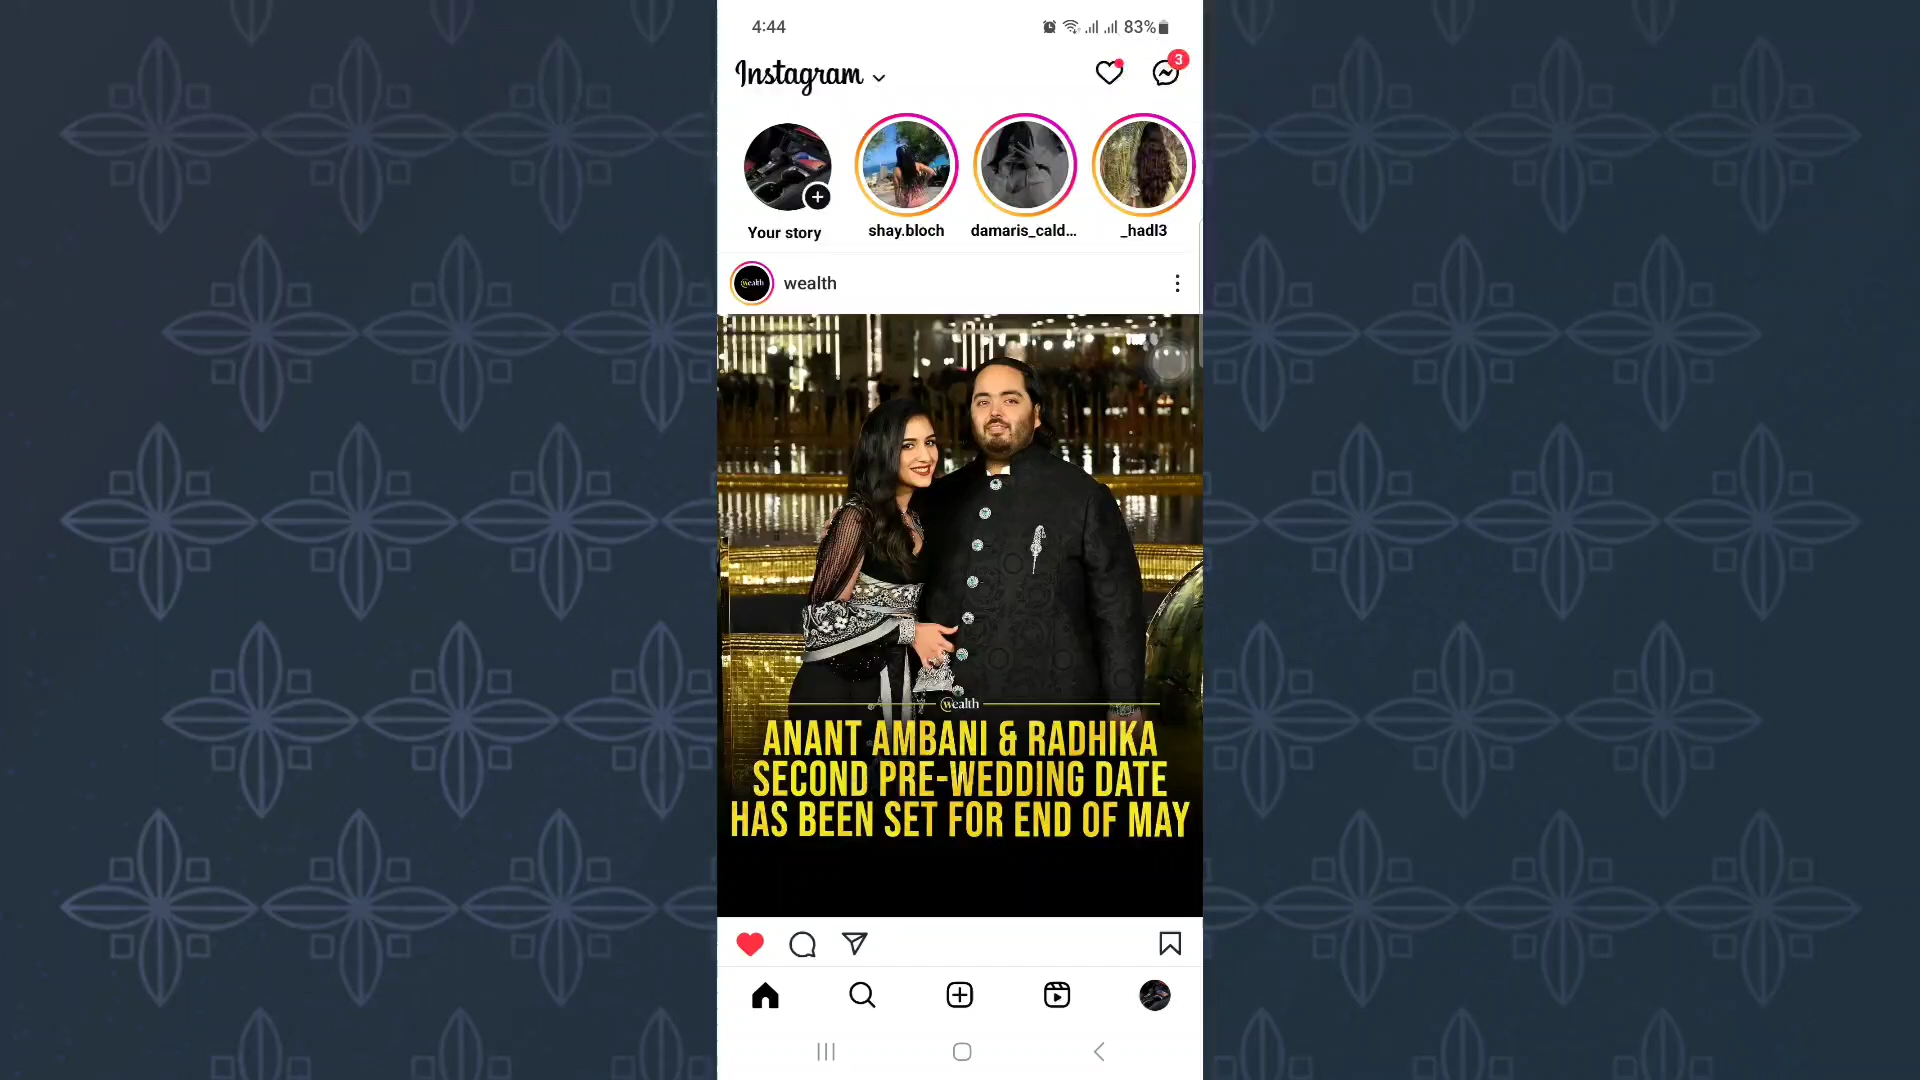 4:44
83%
Instagram
3
Your story
shay.bloch
damaris_cald...
_hadl3
wealth
wealth
wealth
ANANT AMBANI & RADHIKA
SECOND PRE-WEDDING DATE
HAS BEEN SET FOR END OF MAY